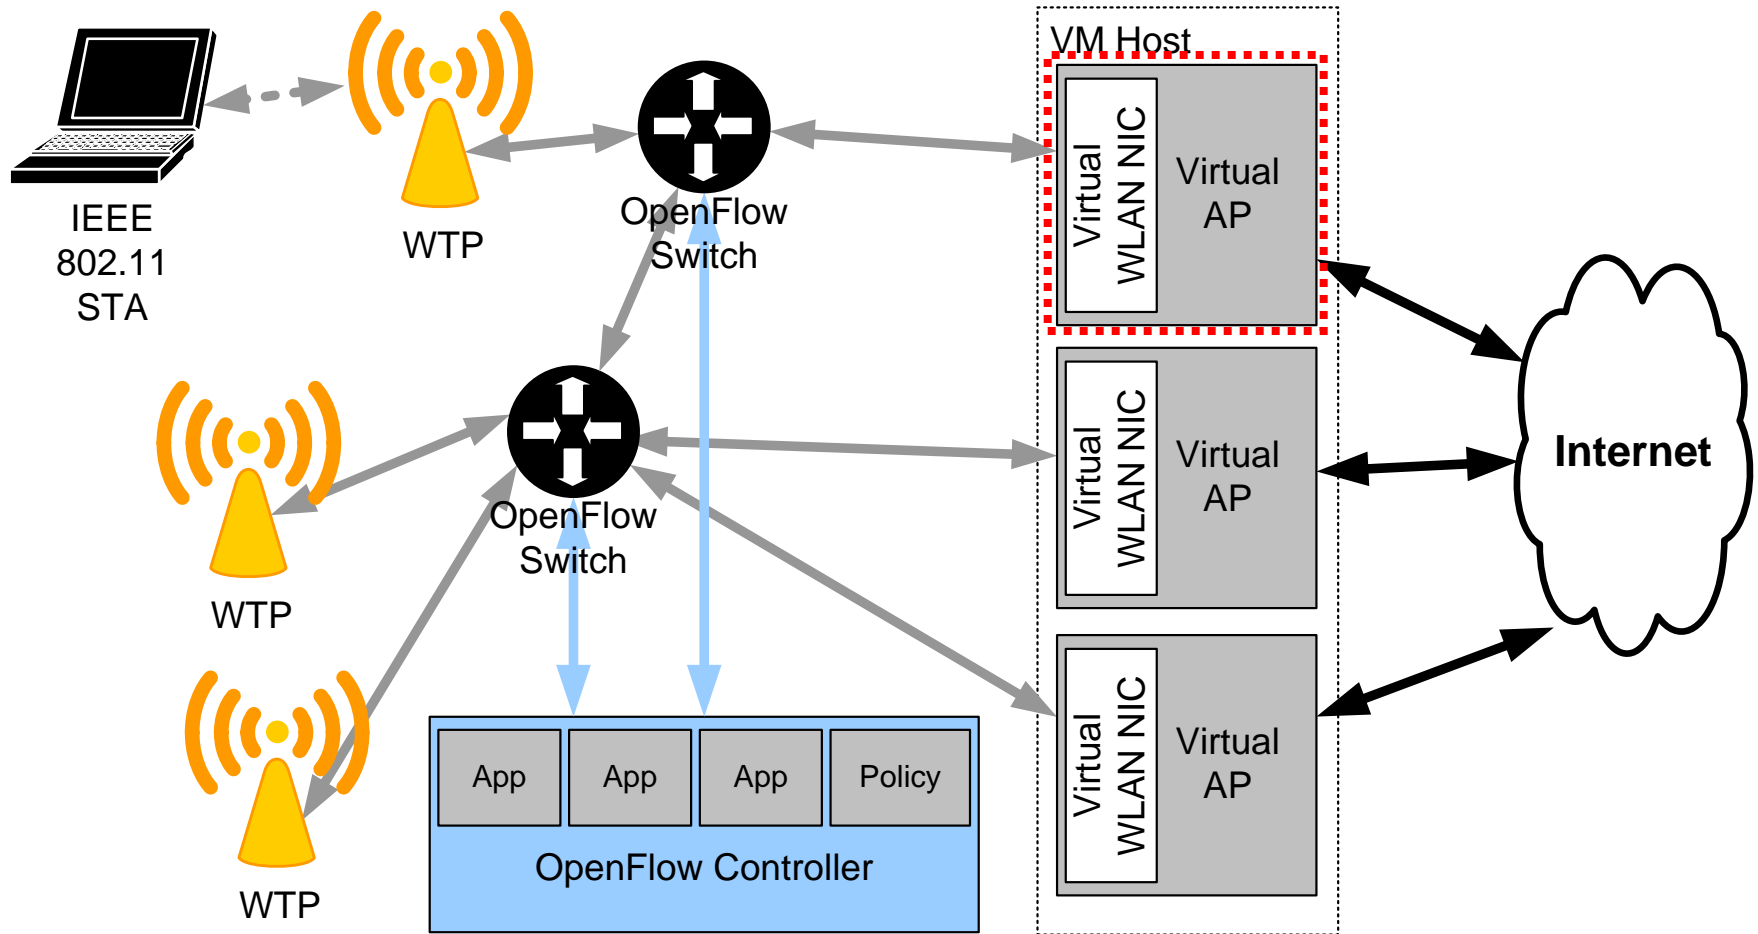 VM Host
IEEE
802.11
STA
WTP
OpenFlow
Switch
Virtual
WLAN NIC
Virtual
AP
WTP
OpenFlow
Switch
Virtual
WLAN NIC
Virtual
AP
Internet
WTP
App
App
App
Policy
OpenFlow Controller
Virtual
WLAN NIC
Virtual
AP